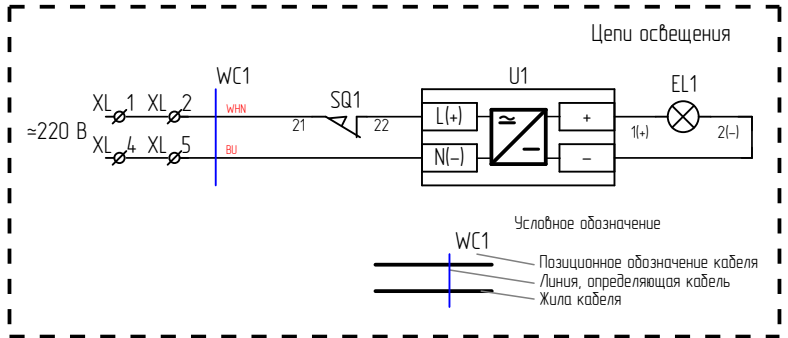 Цепи освещения
WC1
U1
EL1
XL 1 XL 2
WHN
SQ1
L(+)
+
21
22
1(+)
2(-)
≃220 В
XL 4 XL 5
BU
N(-)
-
Условное обозначение
WC1
Позиционное обозначение кабеля
Линия, определяющая кабель
Жила кабеля